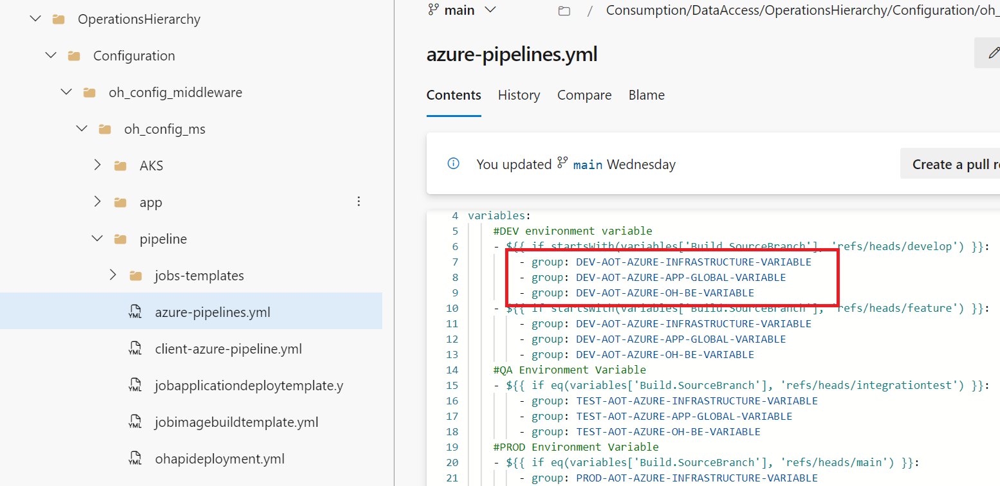 OperationsHierarchy
Configuration
oh_config_middleware
oh_config_ms
AKS
app
pipeline
jobs-templates
azure-pipelines.yml
client-azure-pipeline.yml
jobapplicationdeploytemplate.y
jobimagebuildtemplate.yml
ohapideployment.yml
main / Consumption/DataAccess/OperationsHierarchy/Configuration/oh_
azure-pipelines.yml
Contents History Compare Blame
You updated main Wednesday Create a pull re
4 variables:
5 #DEV environment variable
6 - ${{ if startsWith(variables['Build.SourceBranch'], 'refs/heads/develop') }}:
7 - group: DEV-AOT-AZURE-INFRASTRUCTURE-VARIABLE
8 - group: DEV-AOT-AZURE-APP-GLOBAL-VARIABLE
9 - group: DEV-AOT-AZURE-OH-BE-VARIABLE
10 - ${{ if startsWith(variables['Build.SourceBranch'], 'refs/heads/feature') }}:
11 - group: DEV-AOT-AZURE-INFRASTRUCTURE-VARIABLE
12 - group: DEV-AOT-AZURE-APP-GLOBAL-VARIABLE
13 - group: DEV-AOT-AZURE-OH-BE-VARIABLE
14 #QA Environment Variable
15 - ${{ if eq(variables['Build.SourceBranch'], 'refs/heads/integrationtest') }}:
16 - group: TEST-AOT-AZURE-INFRASTRUCTURE-VARIABLE
17 - group: TEST-AOT-AZURE-APP-GLOBAL-VARIABLE
18 - group: TEST-AOT-AZURE-OH-BE-VARIABLE
19 #PROD Environment Variable
20 - ${{ if eq(variables['Build.SourceBranch'], 'refs/heads/main') }}:
21 - group: PROD-AOT-AZURE-INFRASTRUCTURE-VARIABLE
YML
YML
YML
YML
YML